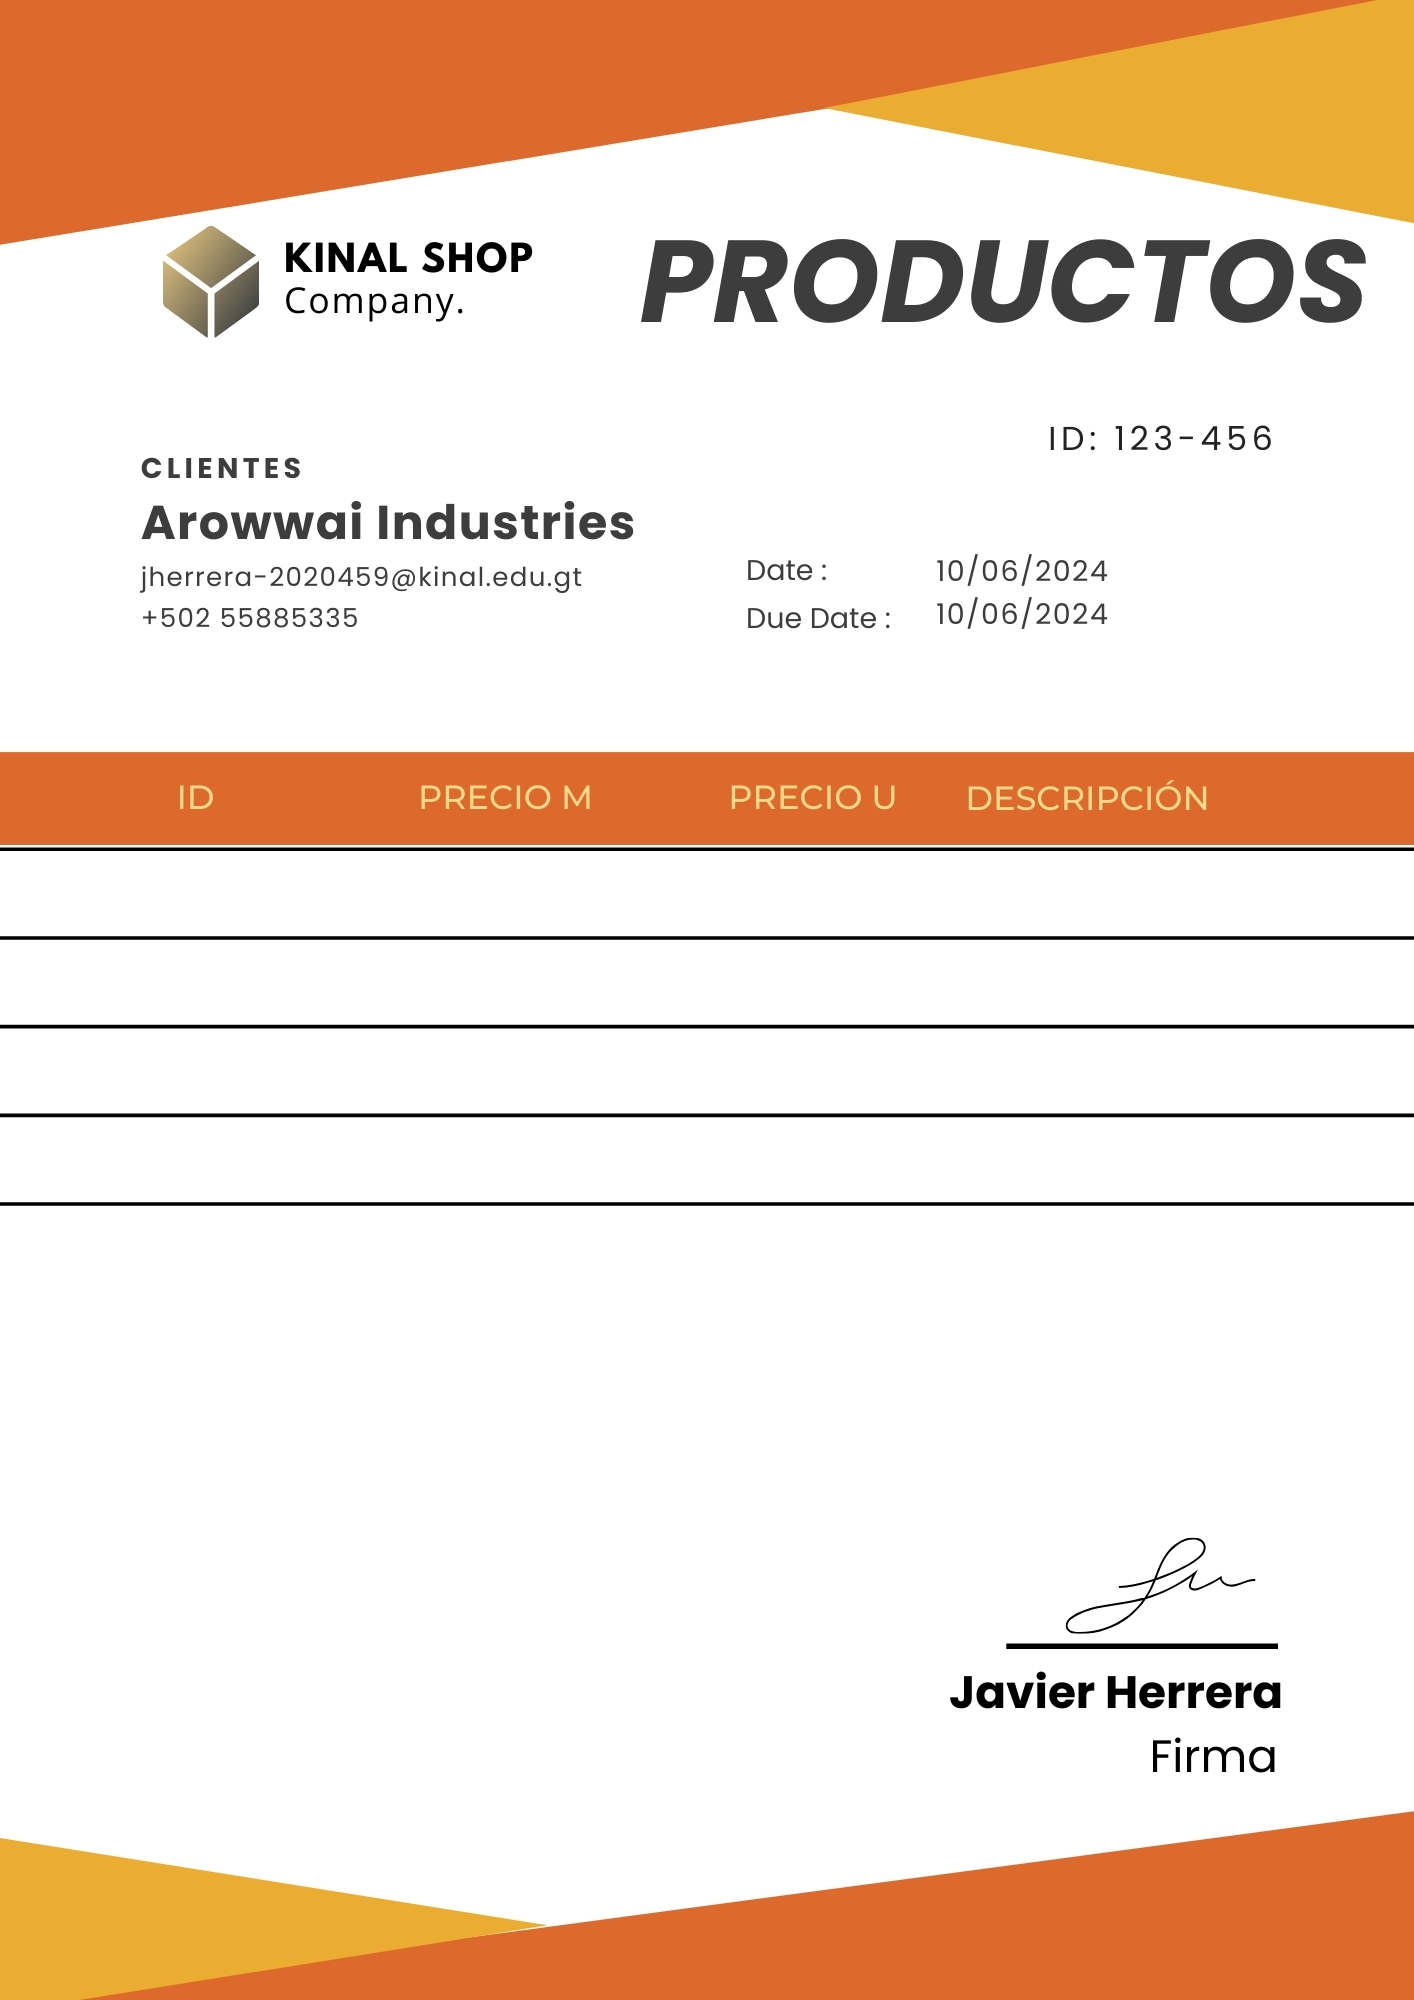 KINAL SHOP
Company.
PRODUCTOS
ID: 123-456
CLIENTES
Arowwai Industries
jherrera-2020459@kinal.edu.gt
+502 55885335
Date : 10/06/2024
Due Date : 10/06/2024
ID PRECIO M PRECIO U DESCRIPCIÓN
Javier Herrera
Firma